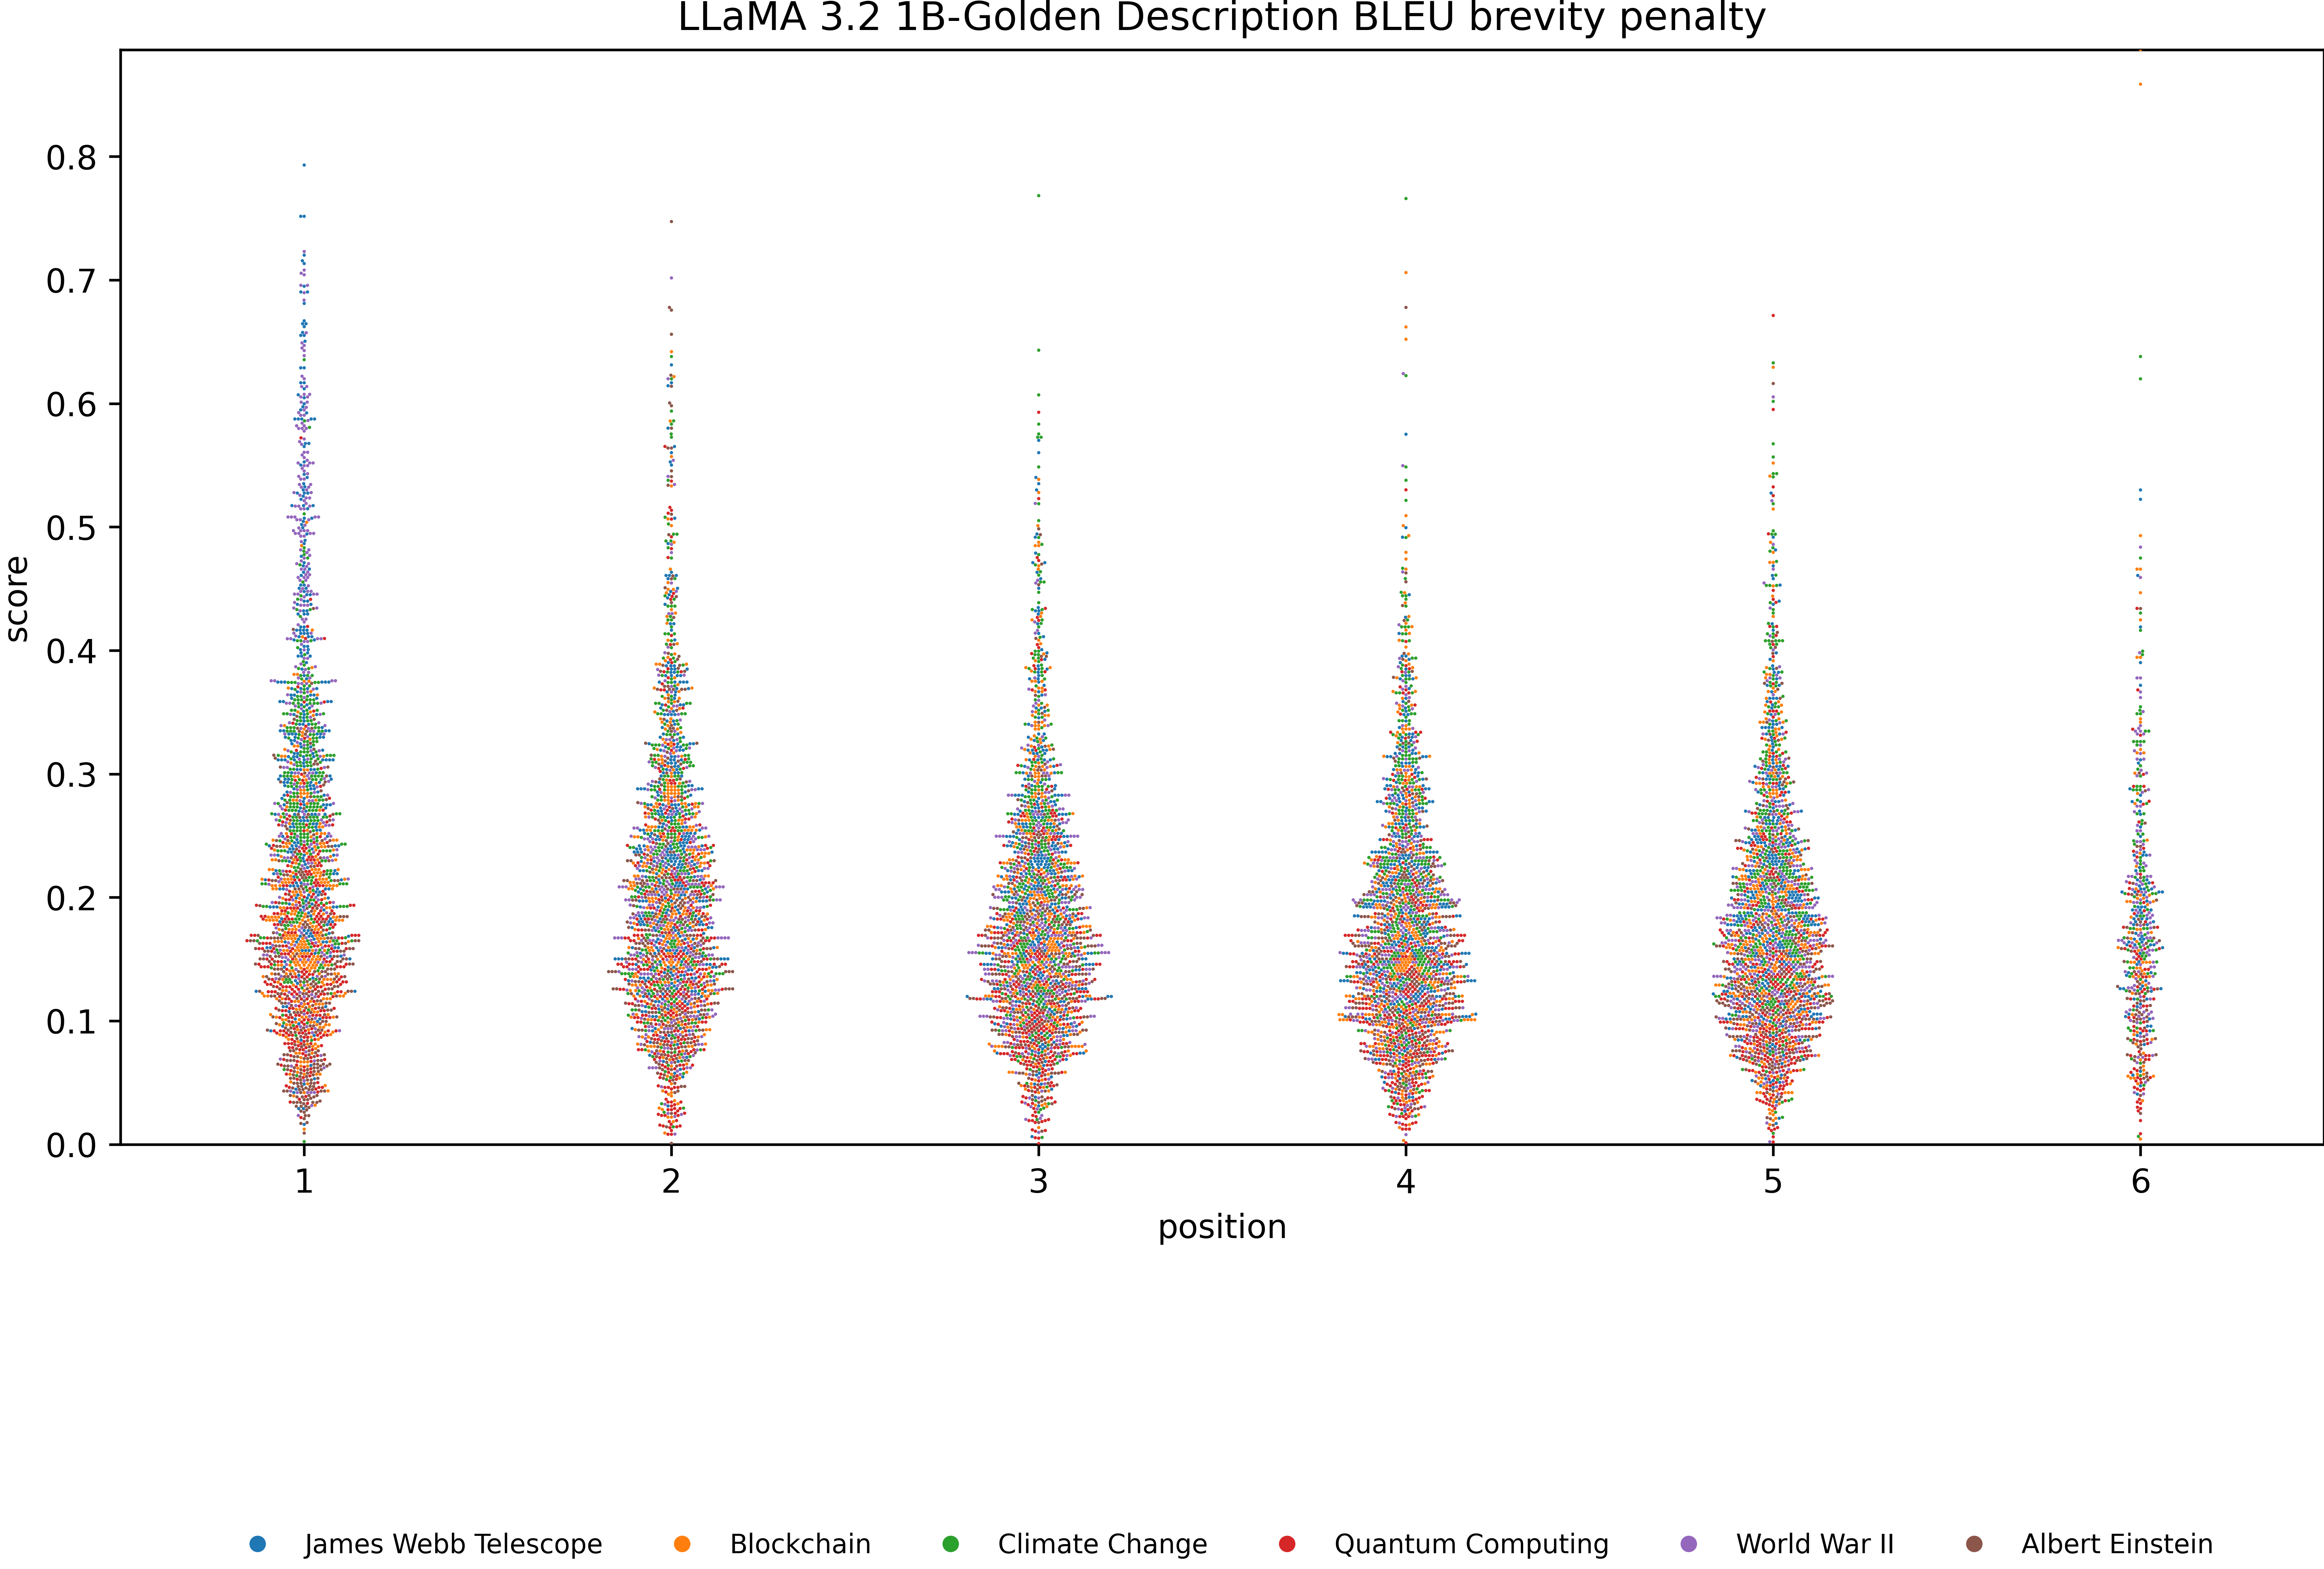 LLaMA 3.2 1B-Golden Description BLEU brevity penalty
0.8
0.7
0.6
0.5
0.4
0.3
0.2
0.1
0.0
score
1 2 3 4 5 6
position
James Webb Telescope Blockchain Climate Change Quantum Computing World War II Albert Einstein